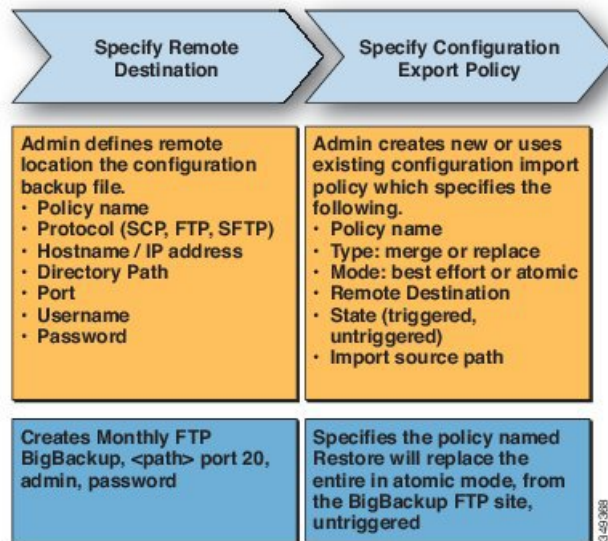 Specify Remote
Destination
Specify Configuration
Export Policy
Admin defines remote
location the configuration
backup file.
• Policy name
• Protocol (SCP, FTP, SFTP)
• Hostname / IP address
• Directory Path
• Port
• Username
• Password
Admin creates new or uses
existing configuration import
policy which specifies the
following.
• Policy name
• Type: merge or replace
• Mode: best effort or atomic
• Remote Destination
• State (triggered,
untriggered)
• Import source path
Creates Monthly FTP
BigBackup, <path> port 20,
admin, password
Specifies the policy named
Restore will replace the
entire in atomic mode, from
the BigBackup FTP site,
untriggered
349368